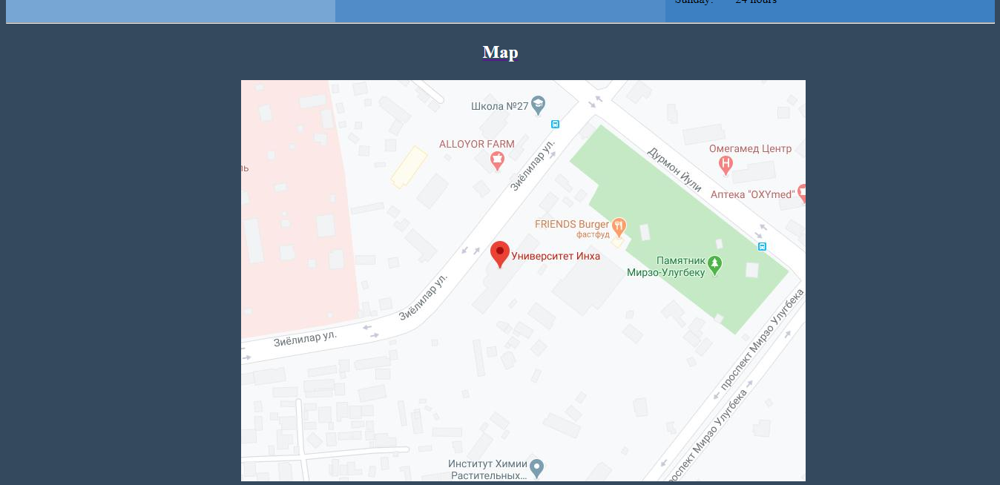 Sunday: 24 hours
Map
Школа №27
ALLOYOR FARM
Зиёлилар ул.
Дурмон Йули
Омегамед Центр
ль
Аптека "OXYmed"
FRIENDS Burger
фастфуд
Университет Инха
Памятник
Мирзо-Улугбеку
Зиёлилар ул.
Зиёлилар ул.
проспект Мирзо Улугбека
роспект Мирзо Улугбека
Институт Химии
Растительных...